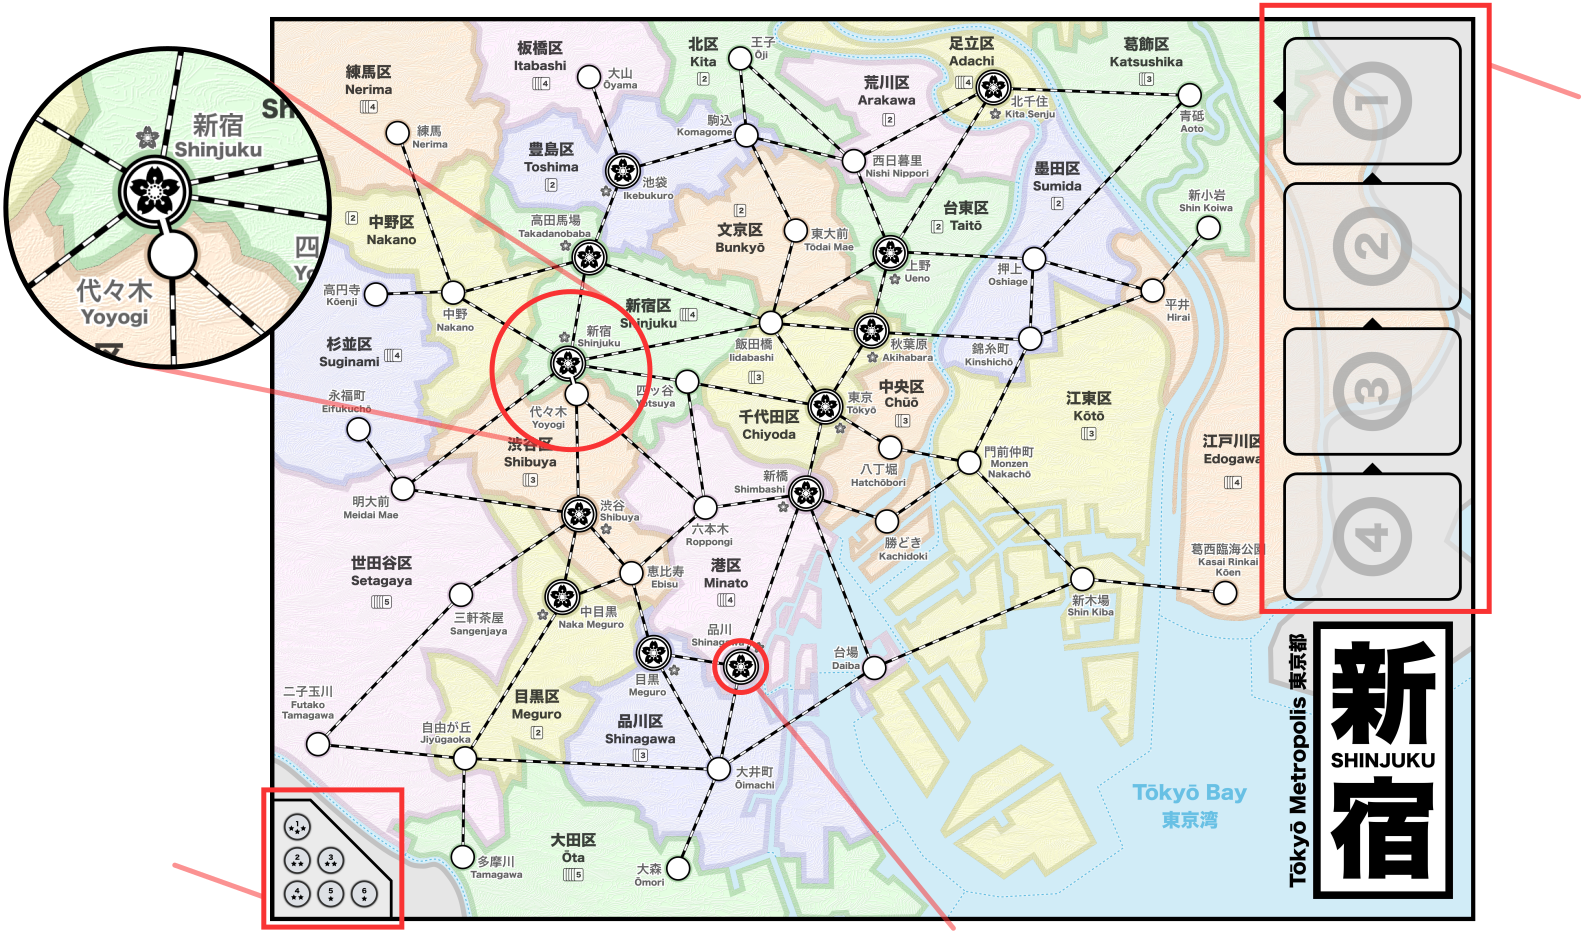 新宿
Shinjuku
代々木
Yoyogi
練馬区
Nerima
4
板橋区
Itabashi
4
北区
Kita
2
王子
Ōji
足立区
Adachi
4
葛飾区
Katsushika
3
大山
Ōyama
荒川区
Arakawa
2
北千住
Kita Senju
青砥
Aoto
練馬
Nerima
駒込
Komagome
豊島区
Toshima
2
池袋
Ikebukuro
西日暮里
Nishi Nippori
墨田区
Sumida
2
新小岩
Shin Koiwa
2
中野区
Nakano
高田馬場
Takadanobaba
2
文京区
Bunkyō
東大前
Tōdai Mae
台東区
2
Taitō
上野
Ueno
押上
Oshiage
平井
Hirai
高円寺
Kōenji
中野
Nakano
新宿区
Shinjuku
4
新宿
Shinjuku
飯田橋
Iidabashi
3
秋葉原
Akihabara
錦糸町
Kinshichō
杉並区
Suginami
4
永福町
Eifukuchō
代々木
Yoyogi
四ッ谷
Yotsuya
千代田区
Chiyoda
東京
Tōkyō
中央区
Chūō
3
江東区
Kōtō
3
渋谷区
Shibuya
3
江戸川区
Edogawa
4
八丁堀
Hatchōbori
門前仲町
Monzen
Nakachō
新橋
Shimbashi
明大前
Meidai Mae
渋谷
Shibuya
六本木
Roppongi
勝どき
Kachidoki
葛西臨海公園
Kasai Rinkai
Kōen
世田谷区
Setagaya
5
恵比寿
Ebisu
港区
Minato
4
三軒茶屋
Sangenjaya
中目黒
Naka Meguro
新木場
Shin Kiba
品川
Shinagawa
目黒
Meguro
台場
Daiba
二子玉川
Futako
Tamagawa
自由が丘
Jiyūgaoka
目黒区
Meguro
2
品川区
Shinagawa
3
大井町
Ōimachi
Tōkyō Bay
東京湾
大田区
Ōta
5
多摩川
Tamagawa
大森
Ōmori
1
2
3
4
5
6
1
2
3
4
Tōkyō Metropolis 東京都
新
SHINJUKU
宿